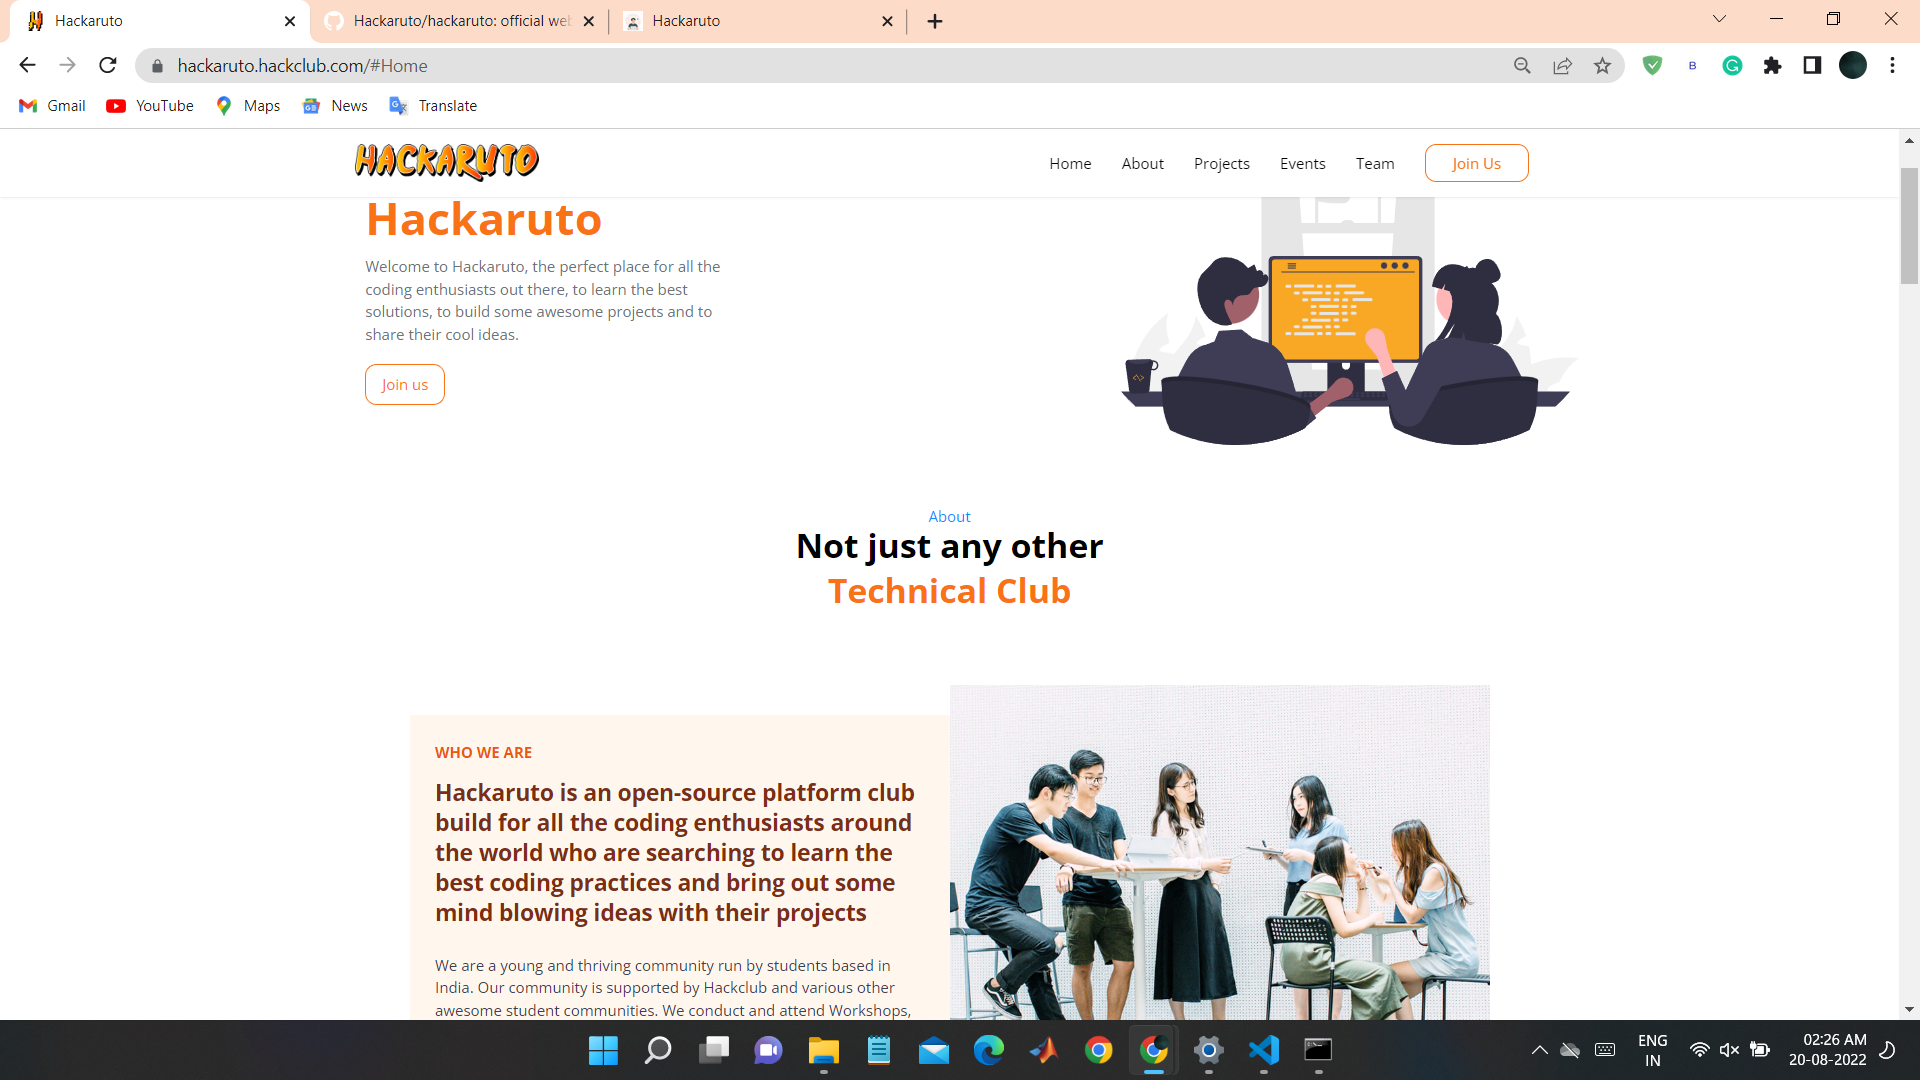 Hackaruto
Hackaruto/hackaruto: official web
Hackaruto
hackaruto.hackclub.com/#Home
Gmail
YouTube
Maps
News
Translate
HACKARUTO
Home
About
Projects
Events
Team
Join Us
Hackaruto
Welcome to Hackaruto, the perfect place for all the
coding enthusiasts out there, to learn the best
solutions, to build some awesome projects and to
share their cool ideas.
Join us
About
Not just any other
Technical Club
WHO WE ARE
Hackaruto is an open-source platform club
build for all the coding enthusiasts around
the world who are searching to learn the
best coding practices and bring out some
mind blowing ideas with their projects
We are a young and thriving community run by students based in
India. Our community is supported by Hackclub and various other
awesome student communities. We conduct and attend Workshops,
ENG
IN
02:26 AM
20-08-2022